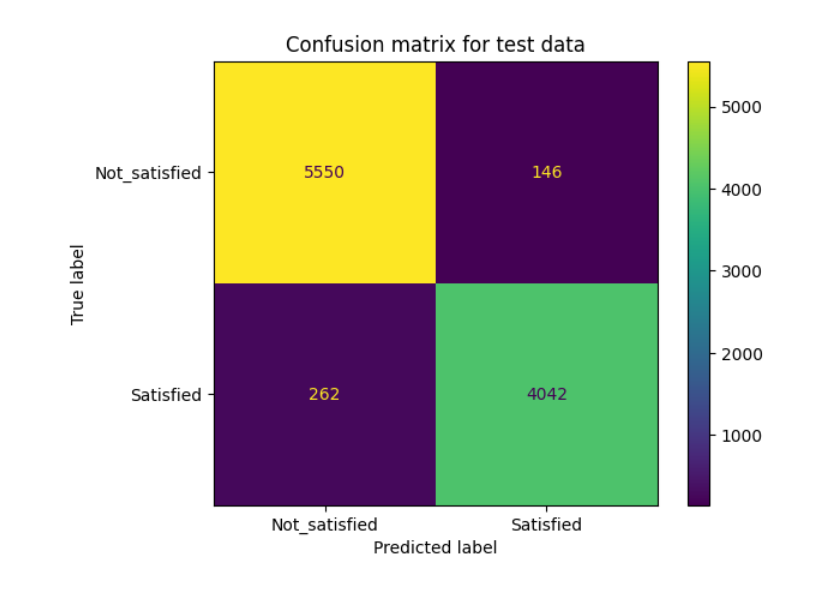 Confusion matrix for test data
Not_satisfied
5550
146
Satisfied
262
4042
True label
Not_satisfied
Satisfied
Predicted label
5000
4000
3000
2000
1000